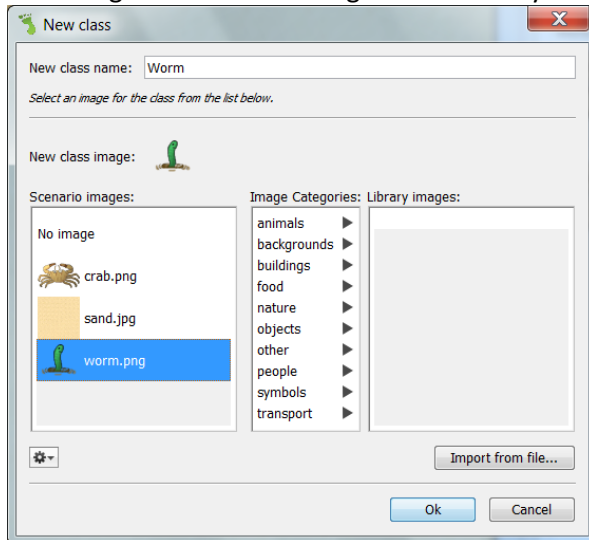 New class
New class name: Worm
Select an image for the class from the list below.
New class image:
Scenario images:
Image Categories:
Library images:
No image
crab.png
sand.jpg
worm.png
animals
backgrounds
buildings
food
nature
objects
other
people
symbols
transport
Import from file...
Ok
Cancel